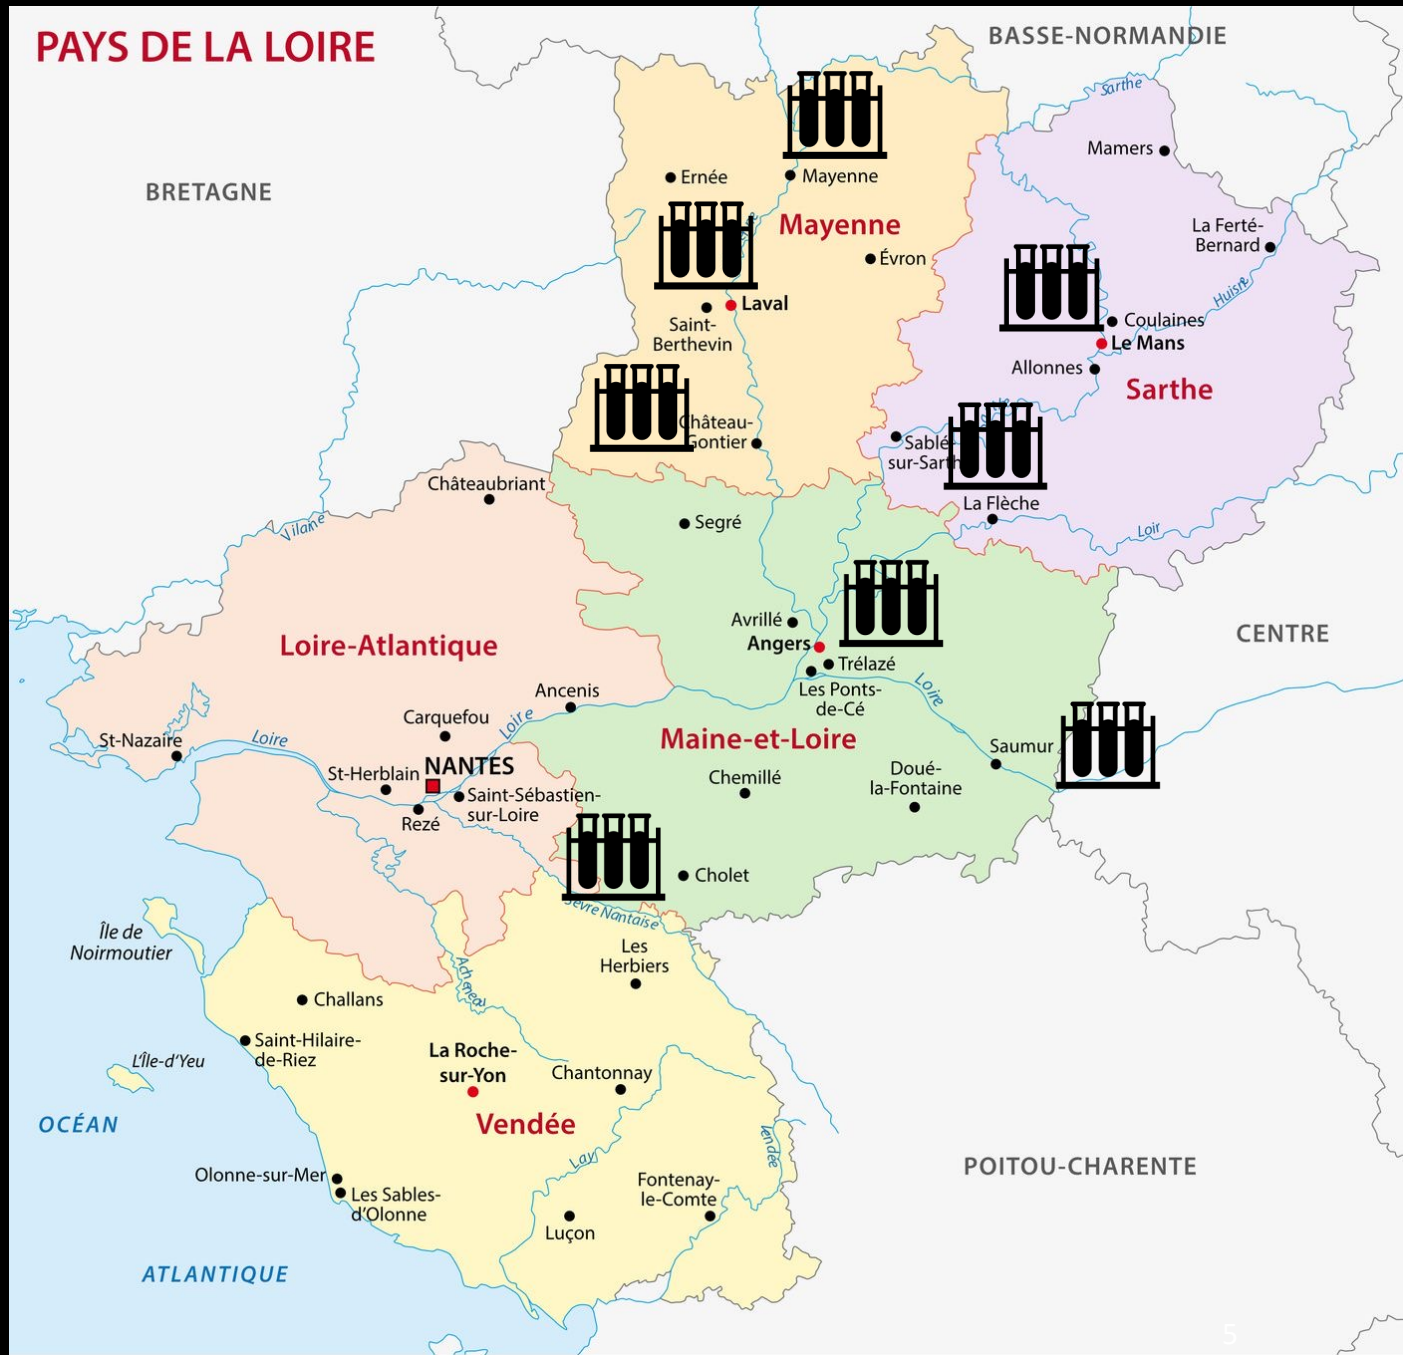 PAYS DE LA LOIRE
BASSE-NORMANDIE
BRETAGNE
Sarthe
Mamers
Ernée
Mayenne
Mayenne
La Ferté-
Bernard
Évron
Huisne
Laval
Saint-
Berthevin
Coulaines
Le Mans
Allonnes
Sarthe
Château-
Gontier
Sablé-
sur-Sarth
Châteaubriant
La Flèche
Segré
Vilaine
Loir
Avrillé
Angers
Trélazé
Les Ponts-
de-Cé
CENTRE
Loire-Atlantique
Ancenis
Loire
Loire
Carquefou
Maine-et-Loire
St-Nazaire
Loire
Saumur
NANTES
St-Herblain
Chemillé
Doué-
la-Fontaine
Saint-Sébastien-
sur-Loire
Rezé
Cholet
Sèvre Nantaise
Île de
Noirmoutier
Les
Herbiers
Challans
Saint-Hilaire-
de-Riez
L'Île-d'Yeu
La Roche-
sur-Yon
Chantonnay
OCÉAN
Vendée
Lay
POITOU-CHARENTE
Olonne-sur-Mer
Les Sables-
d'Olonne
Fontenay-
le-Comte
Luçon
ATLANTIQUE
5